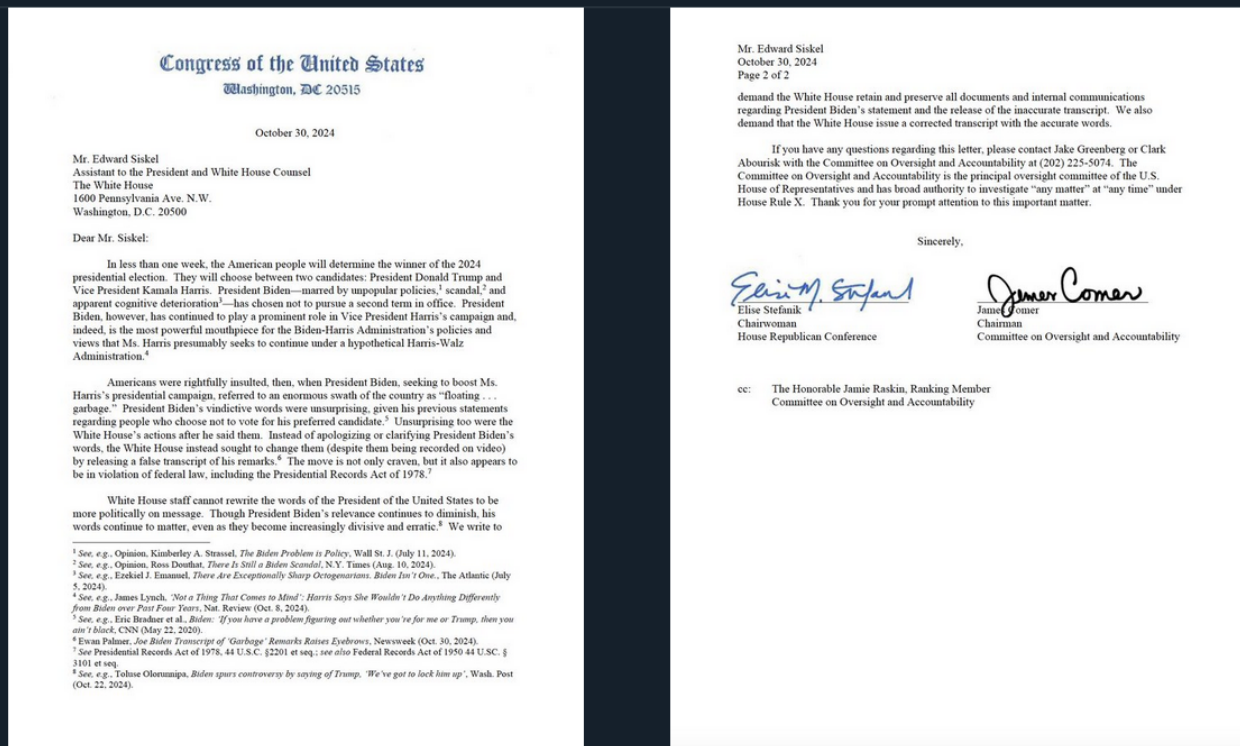 Congress of the United States
Washington, DC 20515
October 30, 2024
Mr. Edward Siskel
Assistant to the President and White House Counsel
The White House
1600 Pennsylvania Ave. N.W.
Washington, D.C. 20500
Dear Mr. Siskel:
In less than one week, the American people will determine the winner of the 2024
presidential election. They will choose between two candidates: President Donald Trump and
Vice President Kamala Harris. President Biden—marred by unpopular policies,¹ scandal,² and
apparent cognitive deterioration³—has chosen not to pursue a second term in office. President
Biden, however, has continued to play a prominent role in Vice President Harris's campaign and,
indeed, is the most powerful mouthpiece for the Biden-Harris Administration's policies and
views that Ms. Harris presumably seeks to continue under a hypothetical Harris-Walz
Administration.⁴
Americans were rightfully insulted, then, when President Biden, seeking to boost Ms.
Harris's presidential campaign, referred to an enormous swath of the country as "floating . . .
garbage." President Biden's vindictive words were unsurprising, given his previous statements
regarding people who choose not to vote for his preferred candidate.⁵ Unsurprising too were the
White House's actions after he said them. Instead of apologizing or clarifying President Biden's
words, the White House instead sought to change them (despite them being recorded on video)
by releasing a false transcript of his remarks.⁶ The move is not only craven, but it also appears to
be in violation of federal law, including the Presidential Records Act of 1978.⁷
White House staff cannot rewrite the words of the President of the United States to be
more politically on message. Though President Biden's relevance continues to diminish, his
words continue to matter, even as they become increasingly divisive and erratic.⁸ We write to
¹ See, e.g., Opinion, Kimberley A. Strassel, The Biden Problem is Policy, Wall St. J. (July 11, 2024).
² See, e.g., Opinion, Ross Douthat, There Is Still a Biden Scandal, N.Y. Times (Aug. 10, 2024).
³ See, e.g., Ezekiel J. Emanuel, There Are Exceptionally Sharp Octogenarians. Biden Isn't One., The Atlantic (July
5, 2024).
⁴ See, e.g., James Lynch, 'Not a Thing That Comes to Mind': Harris Says She Wouldn't Do Anything Differently
from Biden over Past Four Years, Nat. Review (Oct. 8, 2024).
⁵ See, e.g., Eric Bradner et al., Biden: 'If you have a problem figuring out whether you're for me or Trump, then you
ain't black, CNN (May 22, 2020).
⁶ Ewan Palmer, Joe Biden Transcript of 'Garbage' Remarks Raises Eyebrows, Newsweek (Oct. 30, 2024).
⁷ See Presidential Records Act of 1978, 44 U.S.C. §2201 et seq.; see also Federal Records Act of 1950 44 U.SC. §
3101 et seq.
⁸ See, e.g., Toluse Olorunnipa, Biden spurs controversy by saying of Trump, 'We've got to lock him up', Wash. Post
(Oct. 22, 2024).
Mr. Edward Siskel
October 30, 2024
Page 2 of 2
demand the White House retain and preserve all documents and internal communications
regarding President Biden's statement and the release of the inaccurate transcript. We also
demand that the White House issue a corrected transcript with the accurate words.
If you have any questions regarding this letter, please contact Jake Greenberg or Clark
Abourisk with the Committee on Oversight and Accountability at (202) 225-5074. The
Committee on Oversight and Accountability is the principal oversight committee of the U.S.
House of Representatives and has broad authority to investigate "any matter" at "any time" under
House Rule X. Thank you for your prompt attention to this important matter.
Sincerely,
Elise M. Stefanik
James Comer
Elise Stefanik
James Comer
Chairwoman
Chairman
House Republican Conference
Committee on Oversight and Accountability
cc: The Honorable Jamie Raskin, Ranking Member
Committee on Oversight and Accountability